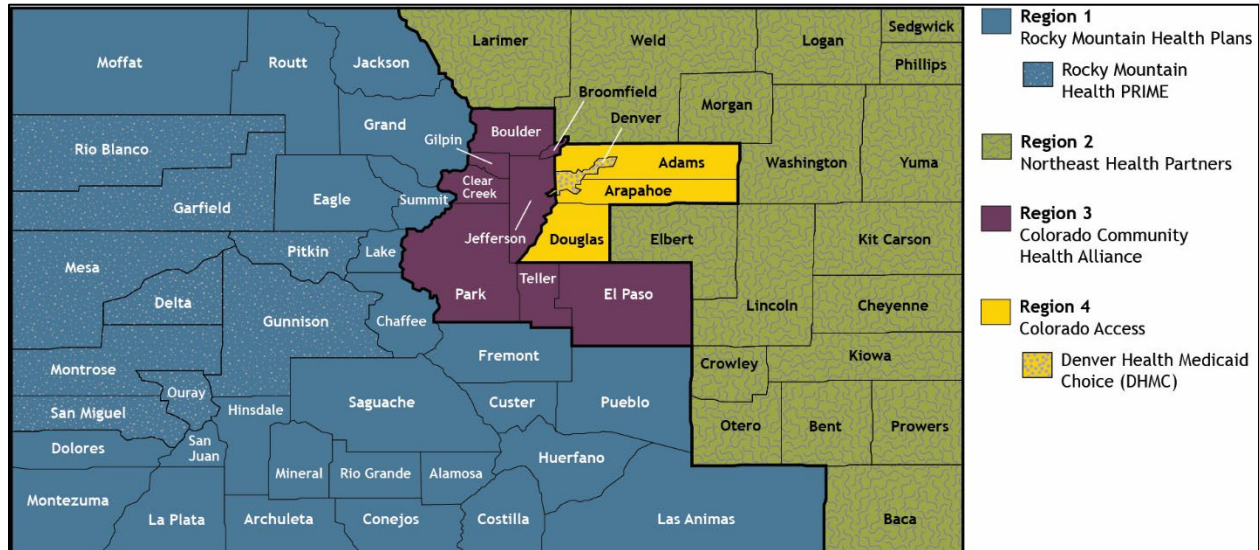 Moffat
Routt
Jackson
Larimer
Weld
Logan
Sedgwick
Phillips
Rio Blanco
Grand
Gilpin
Boulder
Broomfield
Denver
Morgan
Washington
Yuma
Garfield
Eagle
Summit
Clear
Creek
Jefferson
Adams
Arapahoe
Douglas
Elbert
Kit Carson
Mesa
Pitkin
Lake
Park
Teller
El Paso
Lincoln
Cheyenne
Delta
Gunnison
Chaffee
Fremont
Crowley
Kiowa
Montrose
Ouray
San Miguel
Hinsdale
Saguache
Custer
Pueblo
Otero
Bent
Prowers
Dolores
San
Juan
Mineral
Rio Grande
Alamosa
Huerfano
Montezuma
La Plata
Archuleta
Conejos
Costilla
Las Animas
Baca
Region 1
Rocky Mountain Health Plans
Rocky Mountain
Health PRIME
Region 2
Northeast Health Partners
Region 3
Colorado Community
Health Alliance
Region 4
Colorado Access
Denver Health Medicaid
Choice (DHMC)